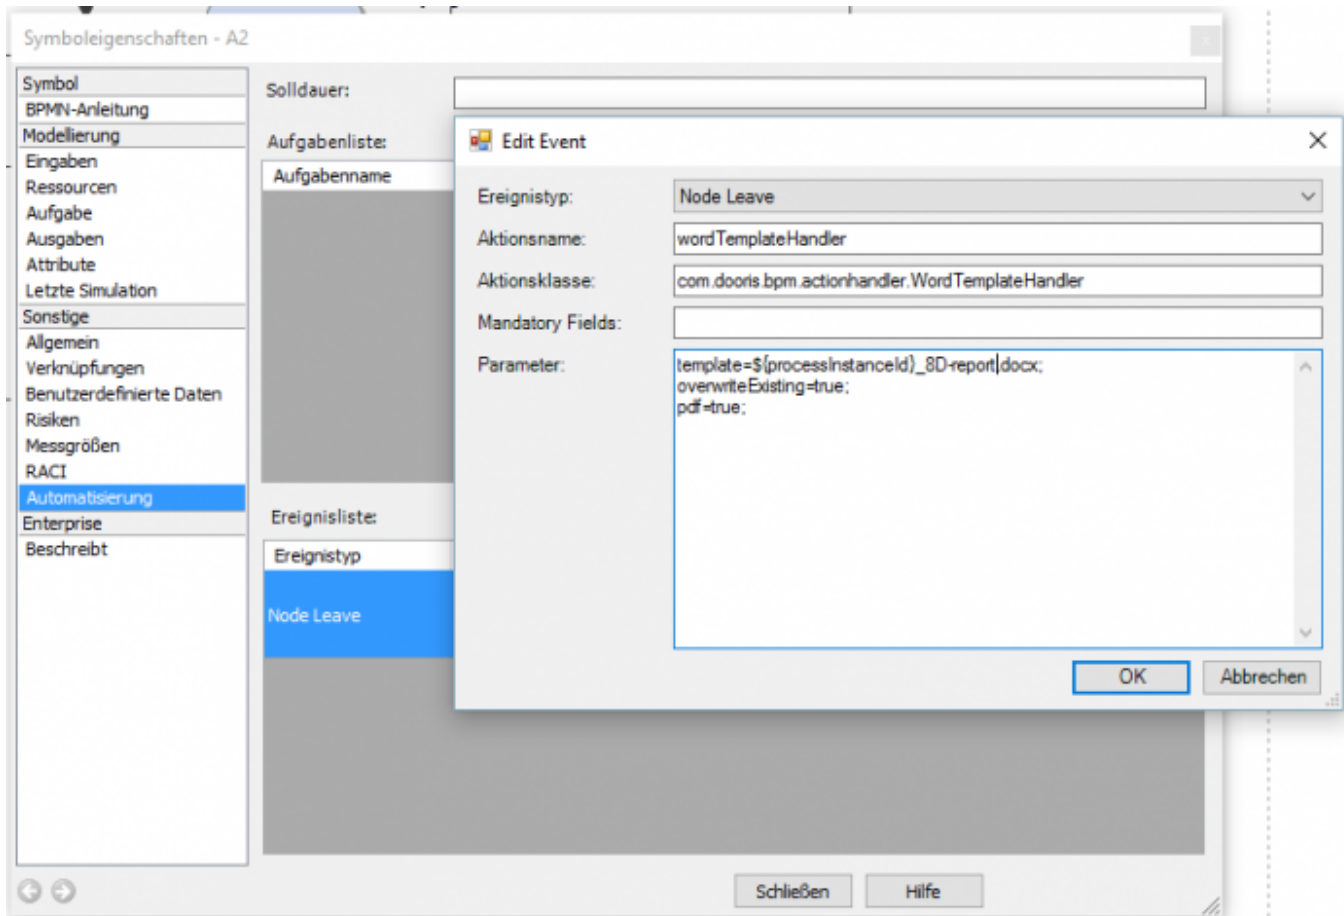 Symboleigenschaften - A2
Symbol
BPMN-Anleitung
Modellierung
Eingaben
Ressourcen
Aufgabe
Ausgaben
Attribute
Letzte Simulation
Sonstige
Allgemein
Verknüpfungen
Benutzerdefinierte Daten
Risiken
Messgrößen
RACI
Automatisierung
Enterprise
Beschreibt
Solldauer:
Aufgabenliste:
Aufgabenname
Ereignisliste:
Ereignistyp
Node Leave
Edit Event
Ereignistyp:
Node Leave
Aktionsname:
wordTemplateHandler
Aktionsklasse:
com.dooris.bpm.actionhandler.WordTemplateHandler
Mandatory Fields:
Parameter:
template=${processInstanceId}_8D-report.docx;
overwriteExisting=true;
pdf=true;
OK
Abbrechen
Schließen
Hilfe